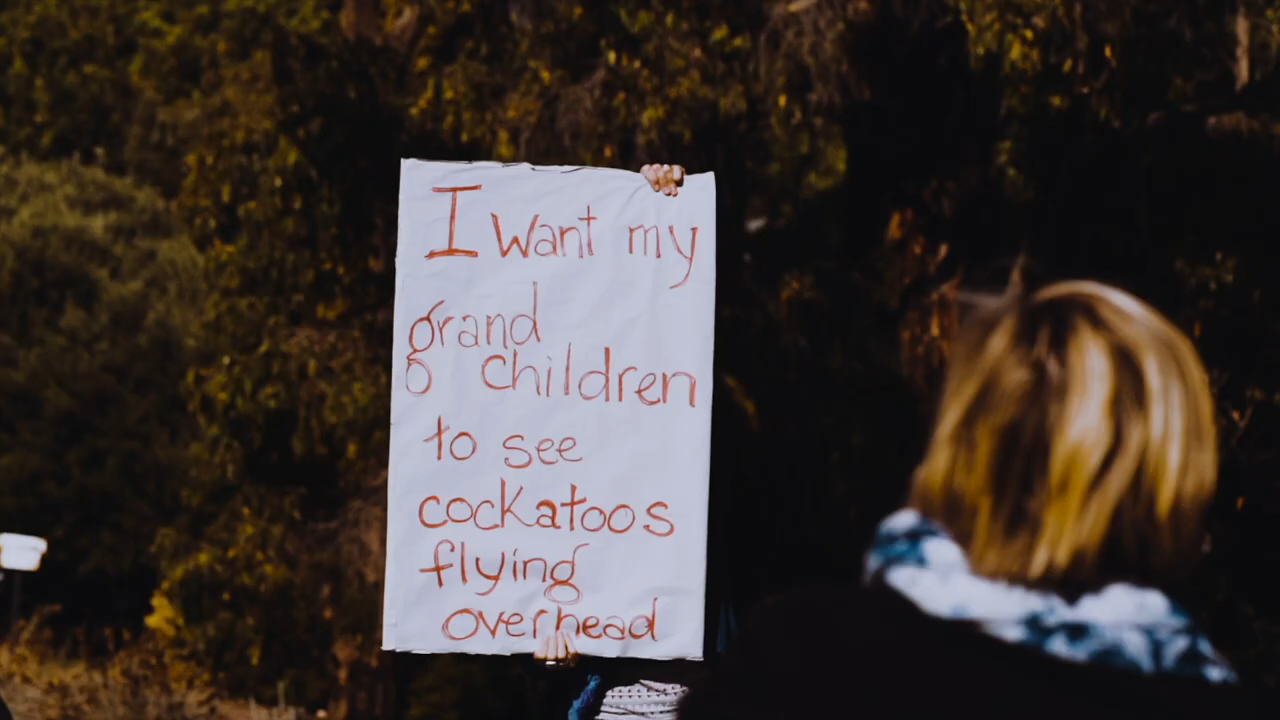 I want my
grand
children
to see
cockatoos
flying
overhead